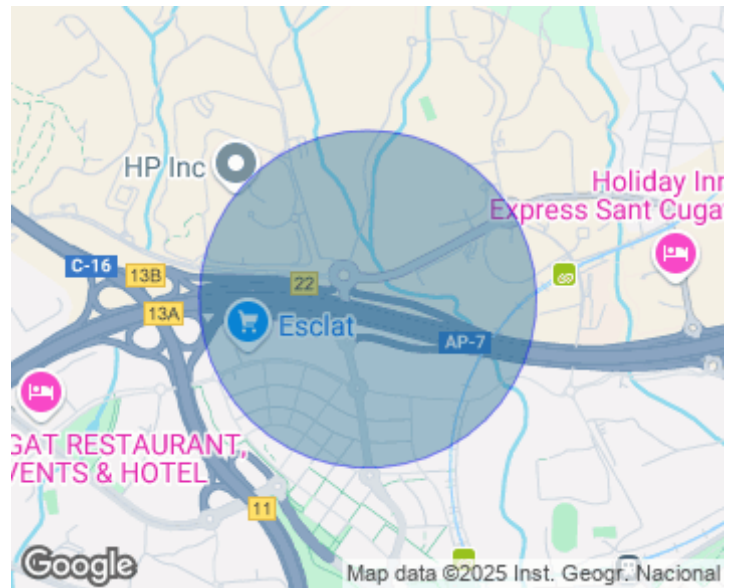 HP Inc
Holiday Inn
Express Sant Cugat
C-16
13B
22
13A
Esclat
AP-7
GAT RESTAURANT,
VENTS & HOTEL
11
Google
Map data ©2025 Inst. Geogr. Nacional